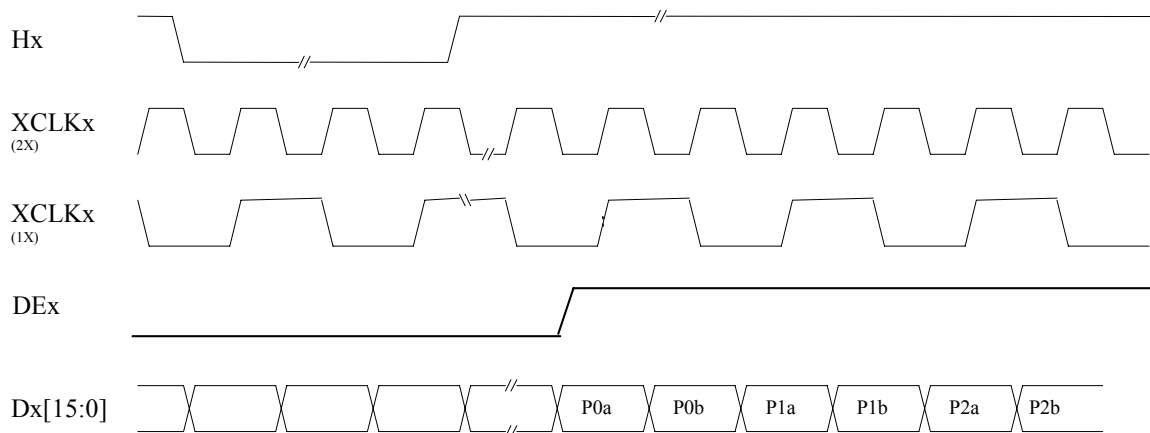 Hx
XCLKx
(2X)
XCLKx
(1X)
DEx
Dx[15:0] P0a P0b P1a P1b P2a P2b